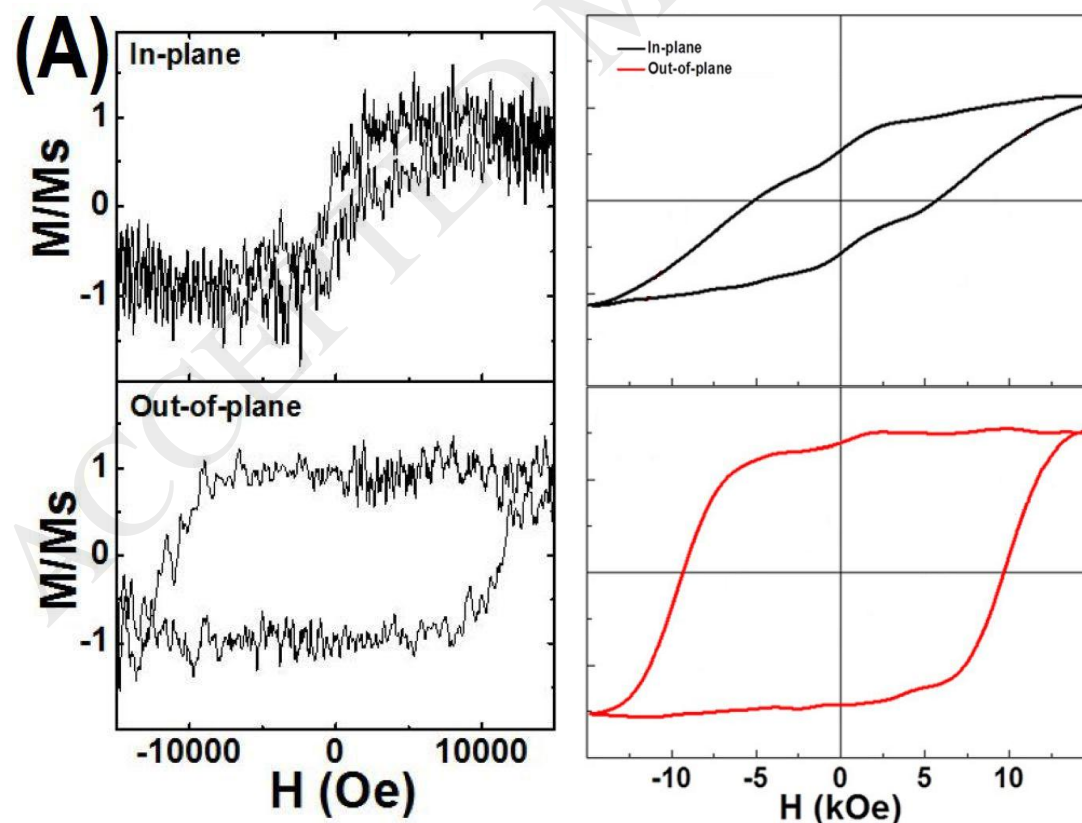 (A)
In-plane
M/Ms
1
0
-1
Out-of-plane
M/Ms
1
0
-1
-10000 0 10000
H (Oe)
In-plane
Out-of-plane
-10 -5 0 5 10
H (kOe)
ACCEPTED M